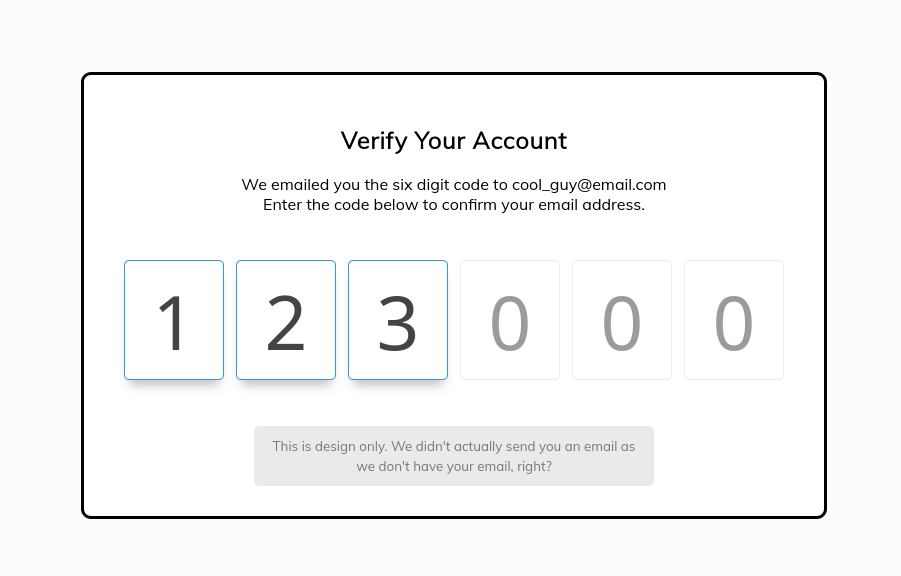 Verify Your Account
We emailed you the six digit code to cool_guy@email.com
Enter the code below to confirm your email address.
1 2 3 0 0 0
This is design only. We didn't actually send you an email as
we don't have your email, right?